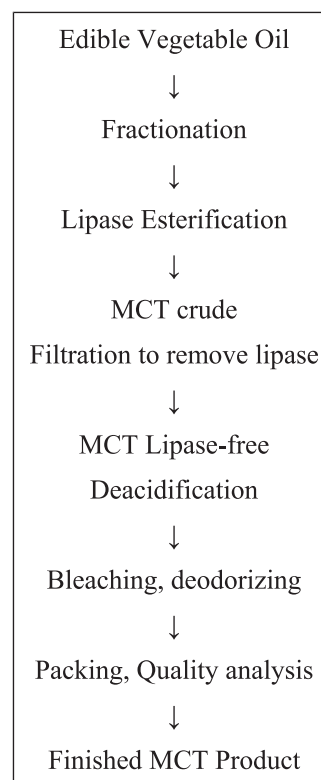 Edible Vegetable Oil
↓
Fractionation
↓
Lipase Esterification
↓
MCT crude
Filtration to remove lipase
↓
MCT Lipase-free
Deacidification
↓
Bleaching, deodorizing
↓
Packing, Quality analysis
↓
Finished MCT Product